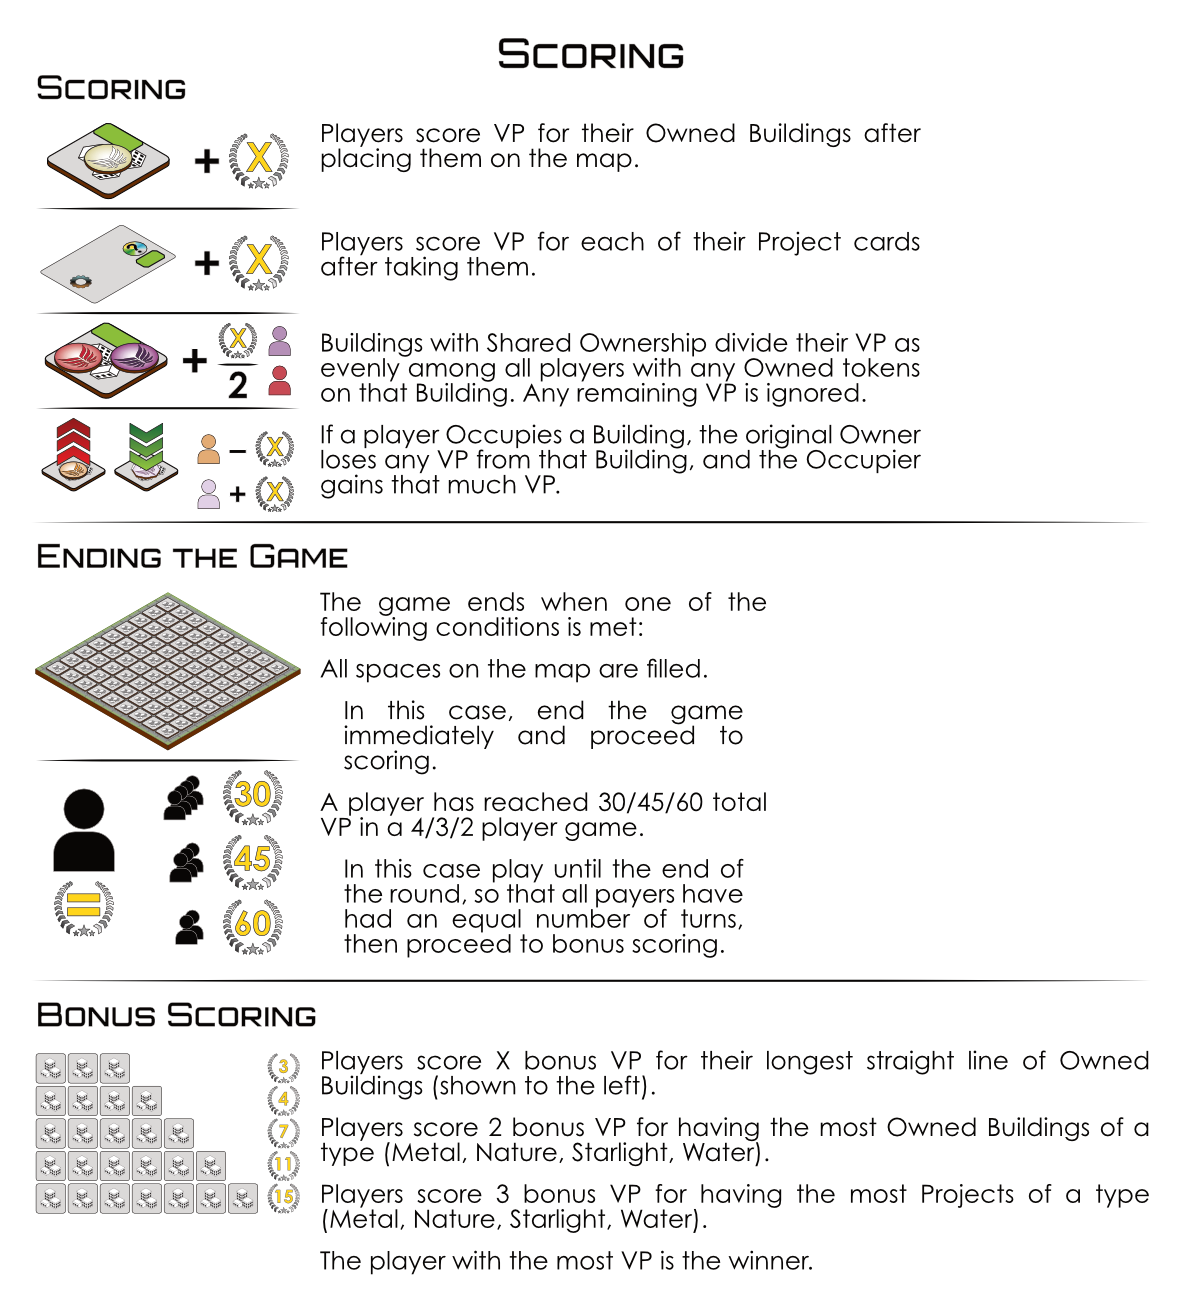 Scoring
Scoring
+ X
Players score VP for their Owned Buildings after
placing them on the map.
+ X
Players score VP for each of their Project cards
after taking them.
+ X
2
Buildings with Shared Ownership divide their VP as
evenly among all players with any Owned tokens
on that Building. Any remaining VP is ignored.
- X
+ X
If a player Occupies a Building, the original Owner
loses any VP from that Building, and the Occupier
gains that much VP.
Ending the Game
The game ends when one of the
following conditions is met:
All spaces on the map are filled.
In this case, end the game
immediately and proceed to
scoring.
=
30
45
60
A player has reached 30/45/60 total
VP in a 4/3/2 player game.
In this case play until the end of
the round, so that all payers have
had an equal number of turns,
then proceed to bonus scoring.
Bonus Scoring
3
4
7
11
15
Players score X bonus VP for their longest straight line of Owned
Buildings (shown to the left).
Players score 2 bonus VP for having the most Owned Buildings of a
type (Metal, Nature, Starlight, Water).
Players score 3 bonus VP for having the most Projects of a type
(Metal, Nature, Starlight, Water).
The player with the most VP is the winner.